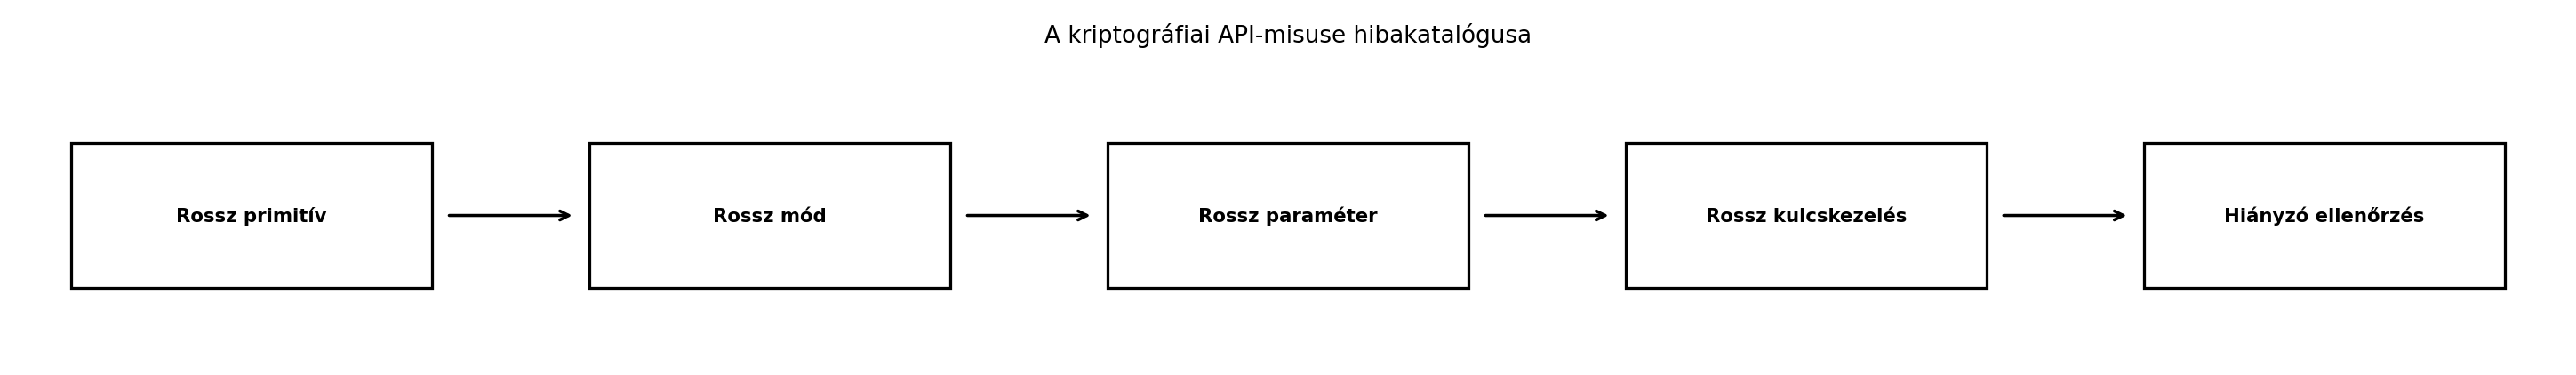 A kriptográfiai API-misuse hibakatalógusa
Rossz primitív
Rossz mód
Rossz paraméter
Rossz kulcskezelés
Hiányzó ellenőrzés